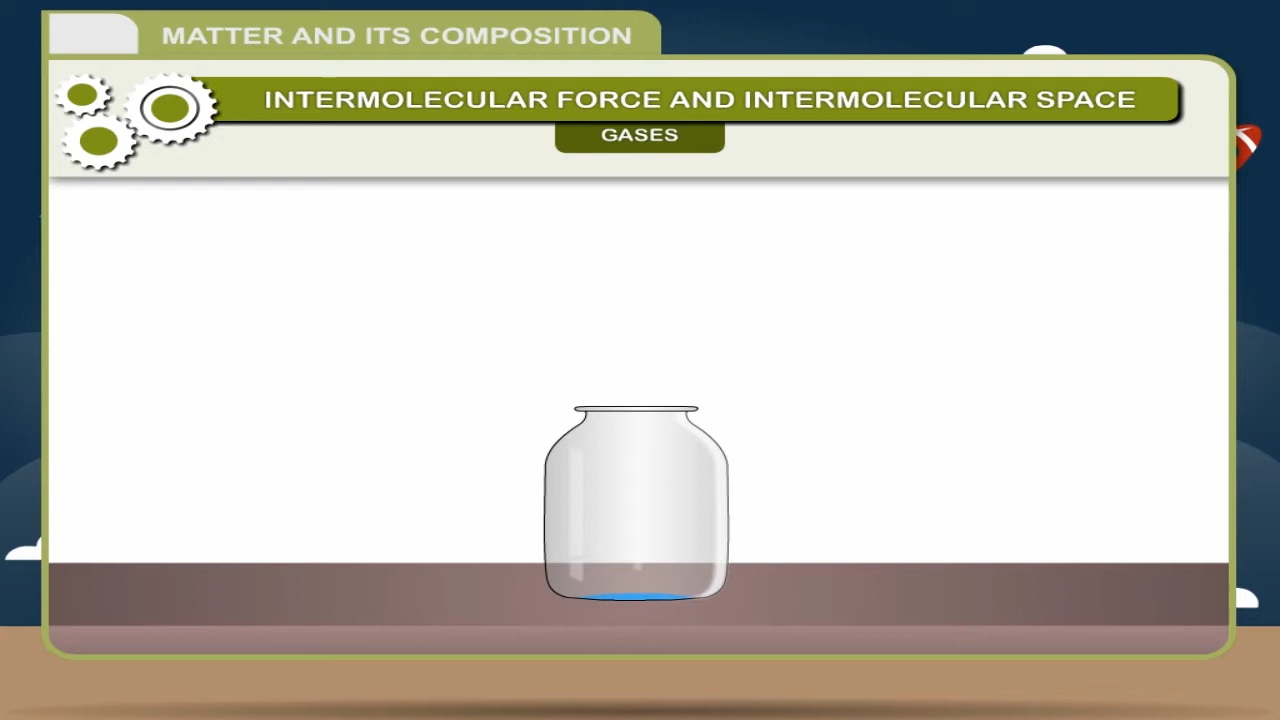 MATTER AND ITS COMPOSITION
INTERMOLECULAR FORCE AND INTERMOLECULAR SPACE
GASES